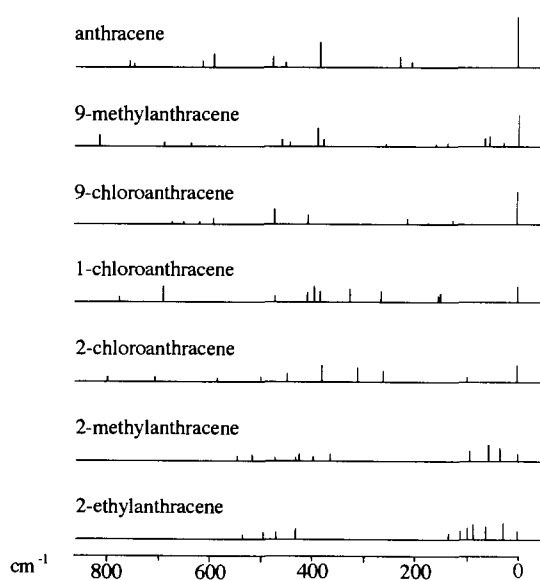 anthracene
9-methylanthracene
9-chloroanthracene
1-chloroanthracene
2-chloroanthracene
2-methylanthracene
2-ethylanthracene
cm⁻¹ 800 600 400 200 0